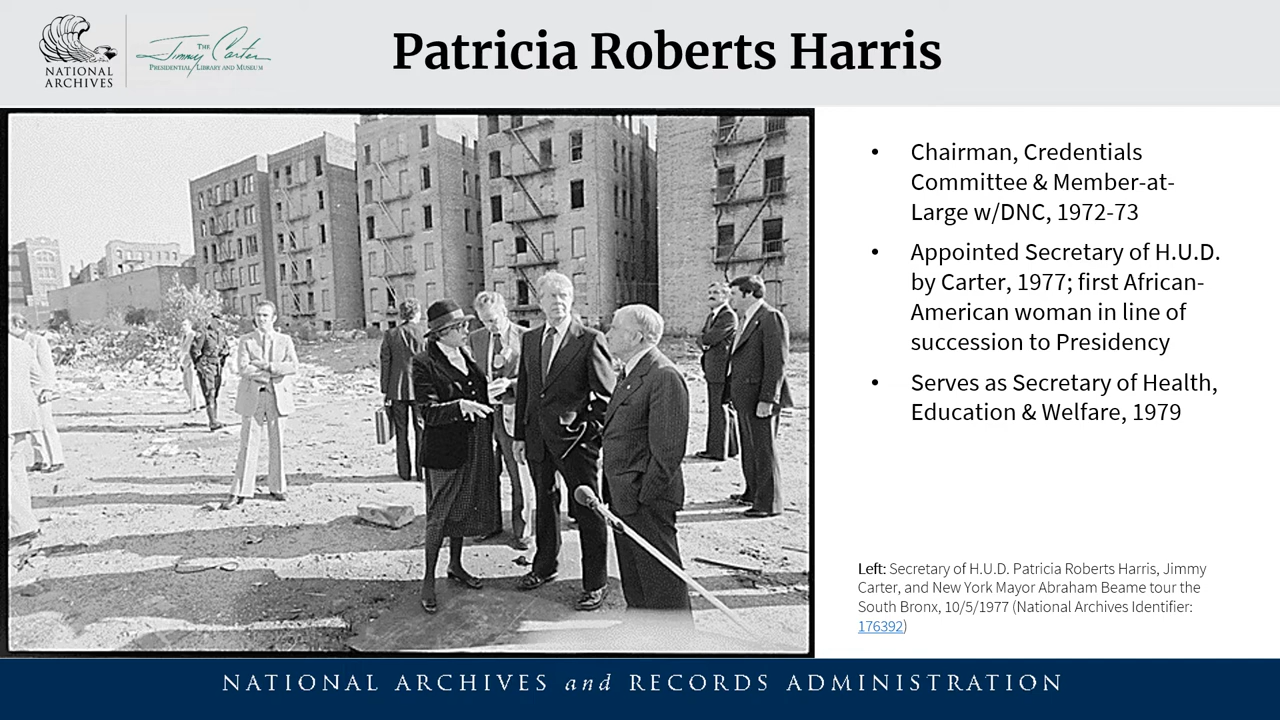 NATIONAL
ARCHIVES
THE
Jimmy Carter
PRESIDENTIAL LIBRARY AND MUSEUM
Patricia Roberts Harris
• Chairman, Credentials
Committee & Member-at-
Large w/DNC, 1972-73
• Appointed Secretary of H.U.D.
by Carter, 1977; first African-
American woman in line of
succession to Presidency
• Serves as Secretary of Health,
Education & Welfare, 1979
Left: Secretary of H.U.D. Patricia Roberts Harris, Jimmy
Carter, and New York Mayor Abraham Beame tour the
South Bronx, 10/5/1977 (National Archives Identifier:
176392)
NATIONAL ARCHIVES and RECORDS ADMINISTRATION